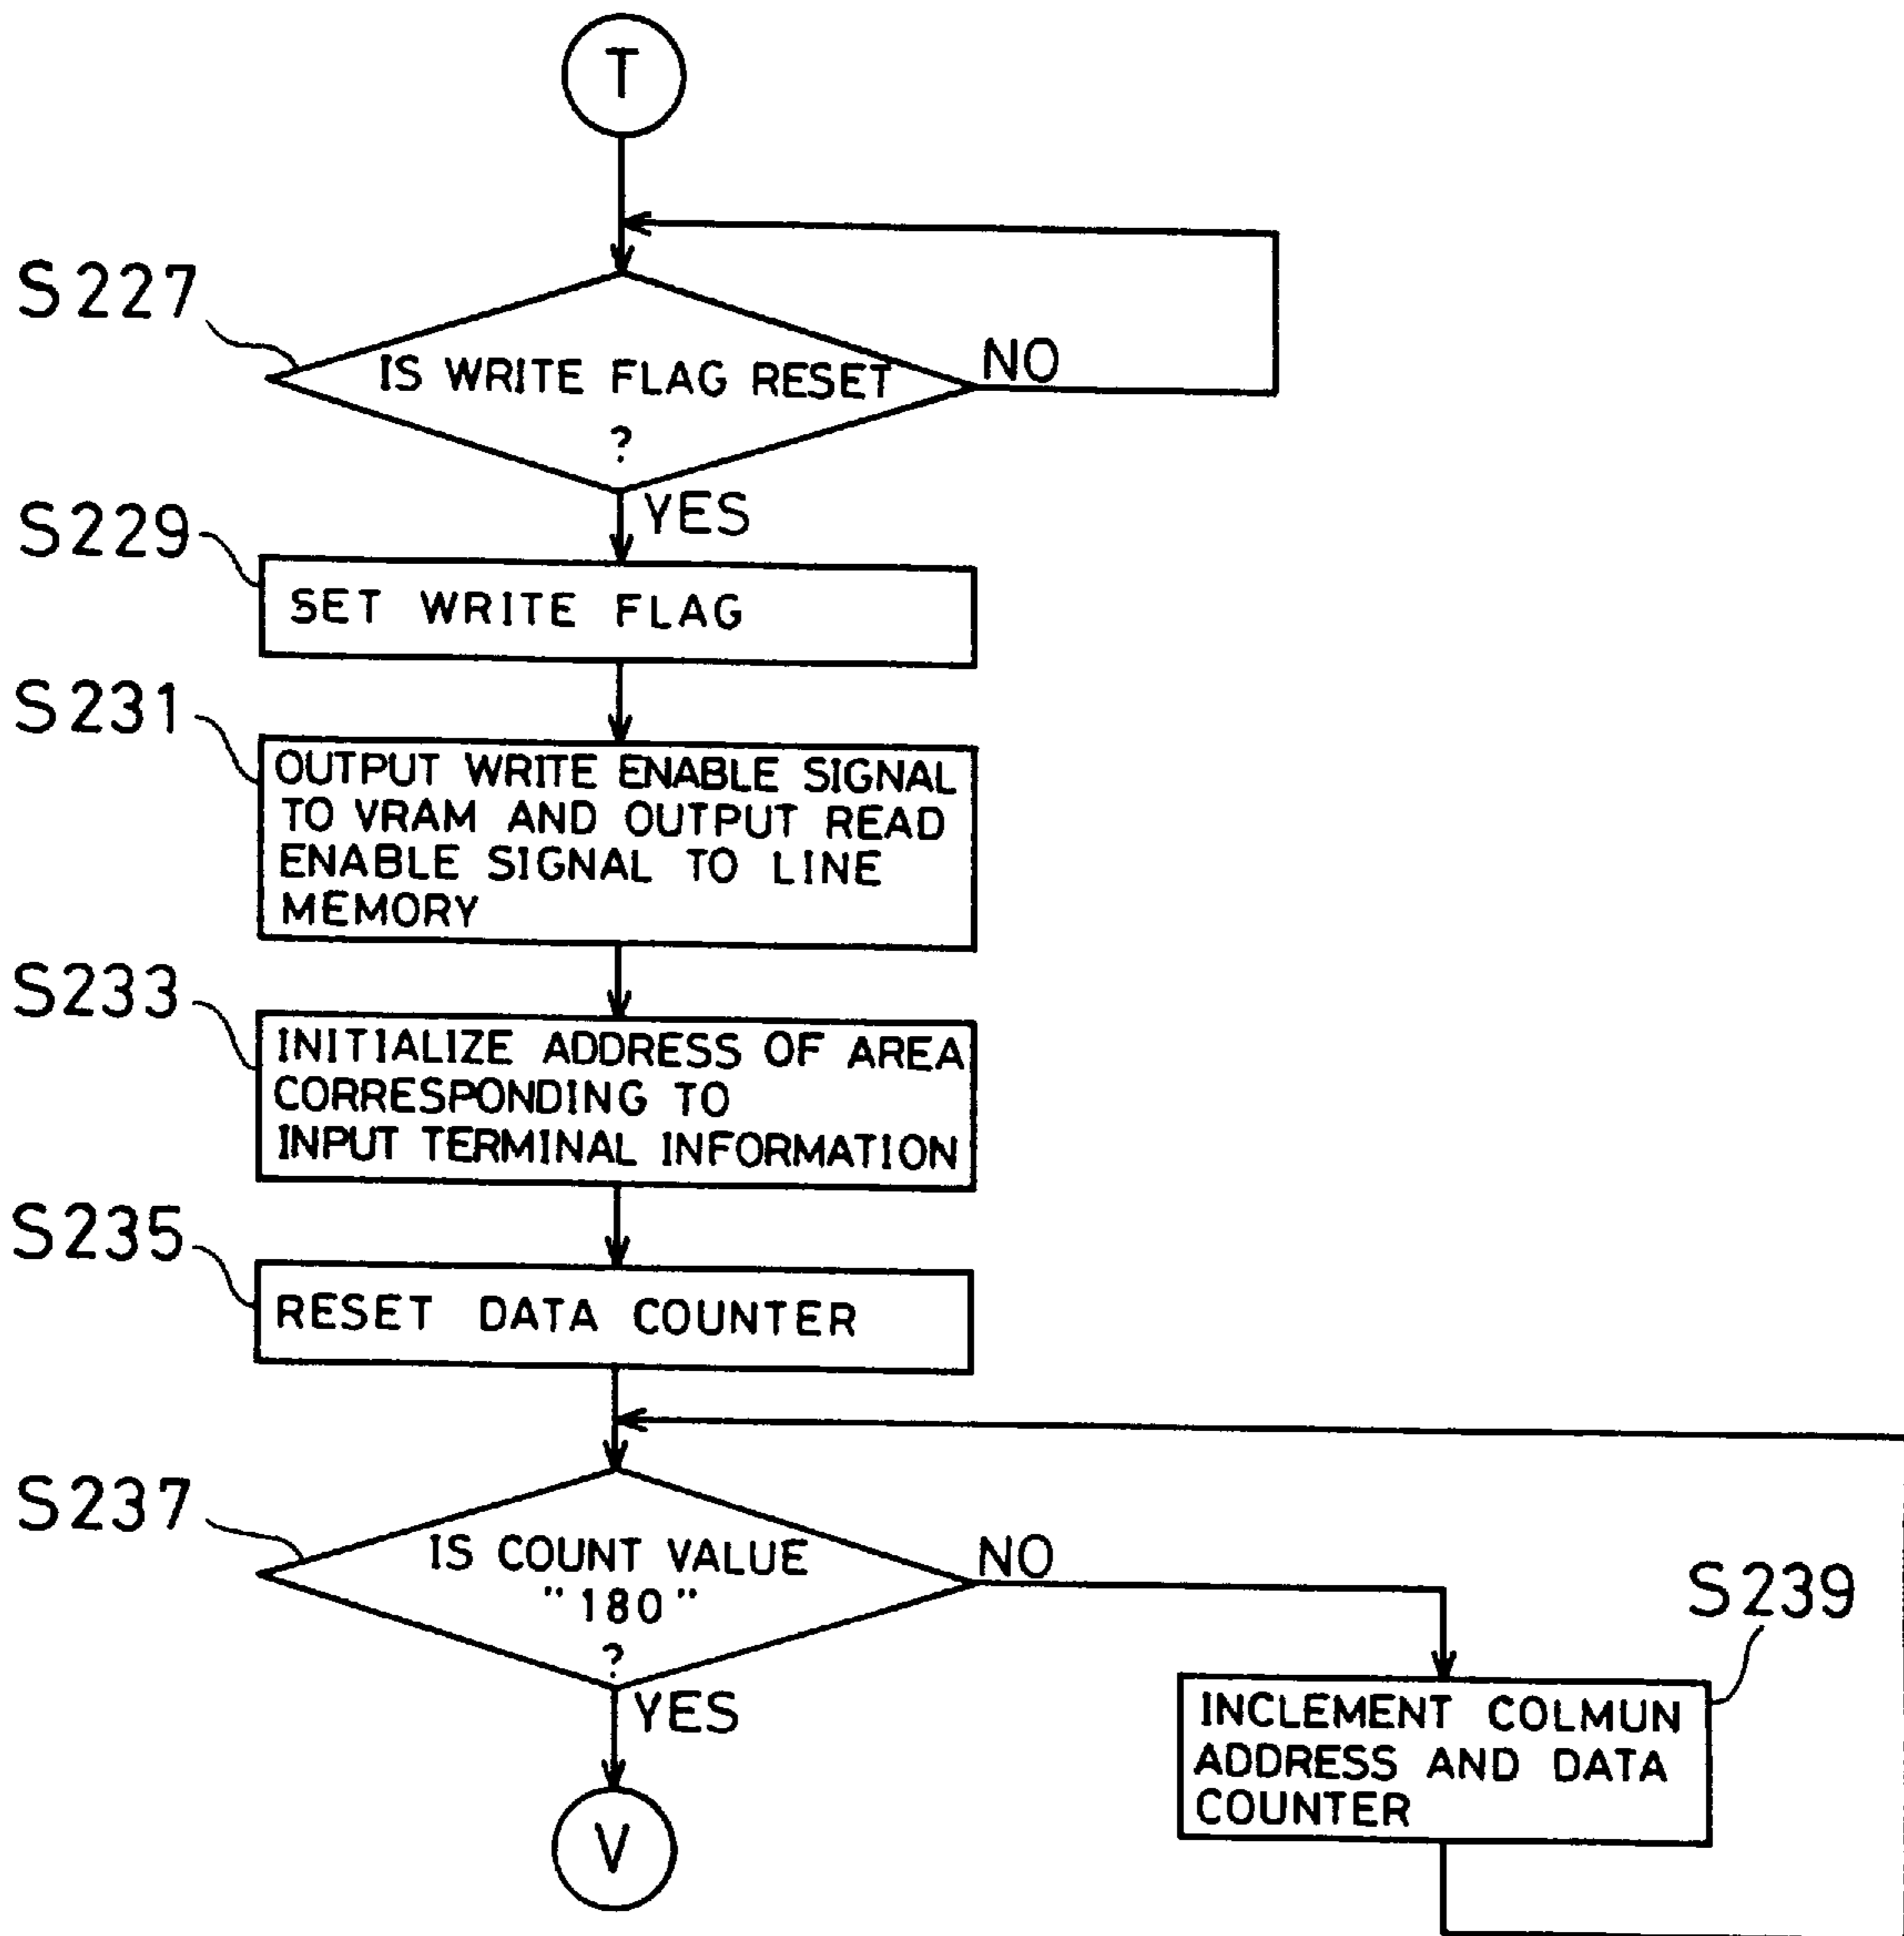 T
S227
IS WRITE FLAG RESET
?
NO
YES
S229
SET WRITE FLAG
S231
OUTPUT WRITE ENABLE SIGNAL
TO VRAM AND OUTPUT READ
ENABLE SIGNAL TO LINE
MEMORY
S233
INITIALIZE ADDRESS OF AREA
CORRESPONDING TO
INPUT TERMINAL INFORMATION
S235
RESET DATA COUNTER
S237
IS COUNT VALUE
"180"
?
NO
YES
S239
INCLEMENT COLMUN
ADDRESS AND DATA
COUNTER
V